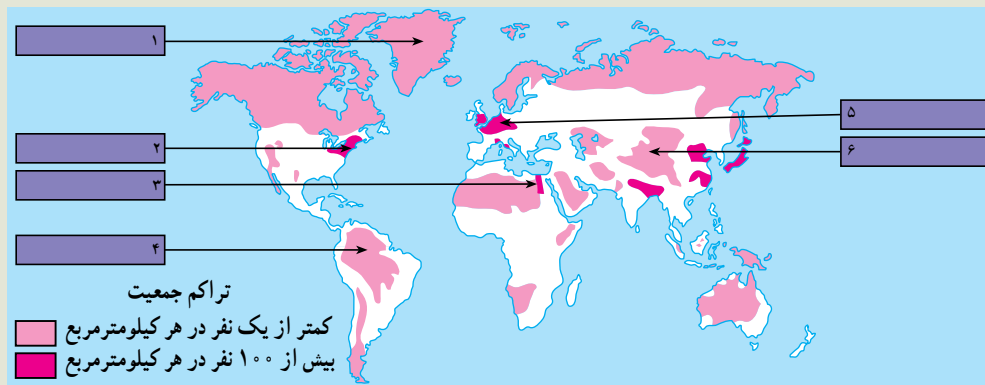 ۱
۲
۳
۴
۵
۶
تراکم جمعیت
کمتر از یک نفر در هر کیلومترمربع
بیش از ۱۰۰ نفر در هر کیلومترمربع